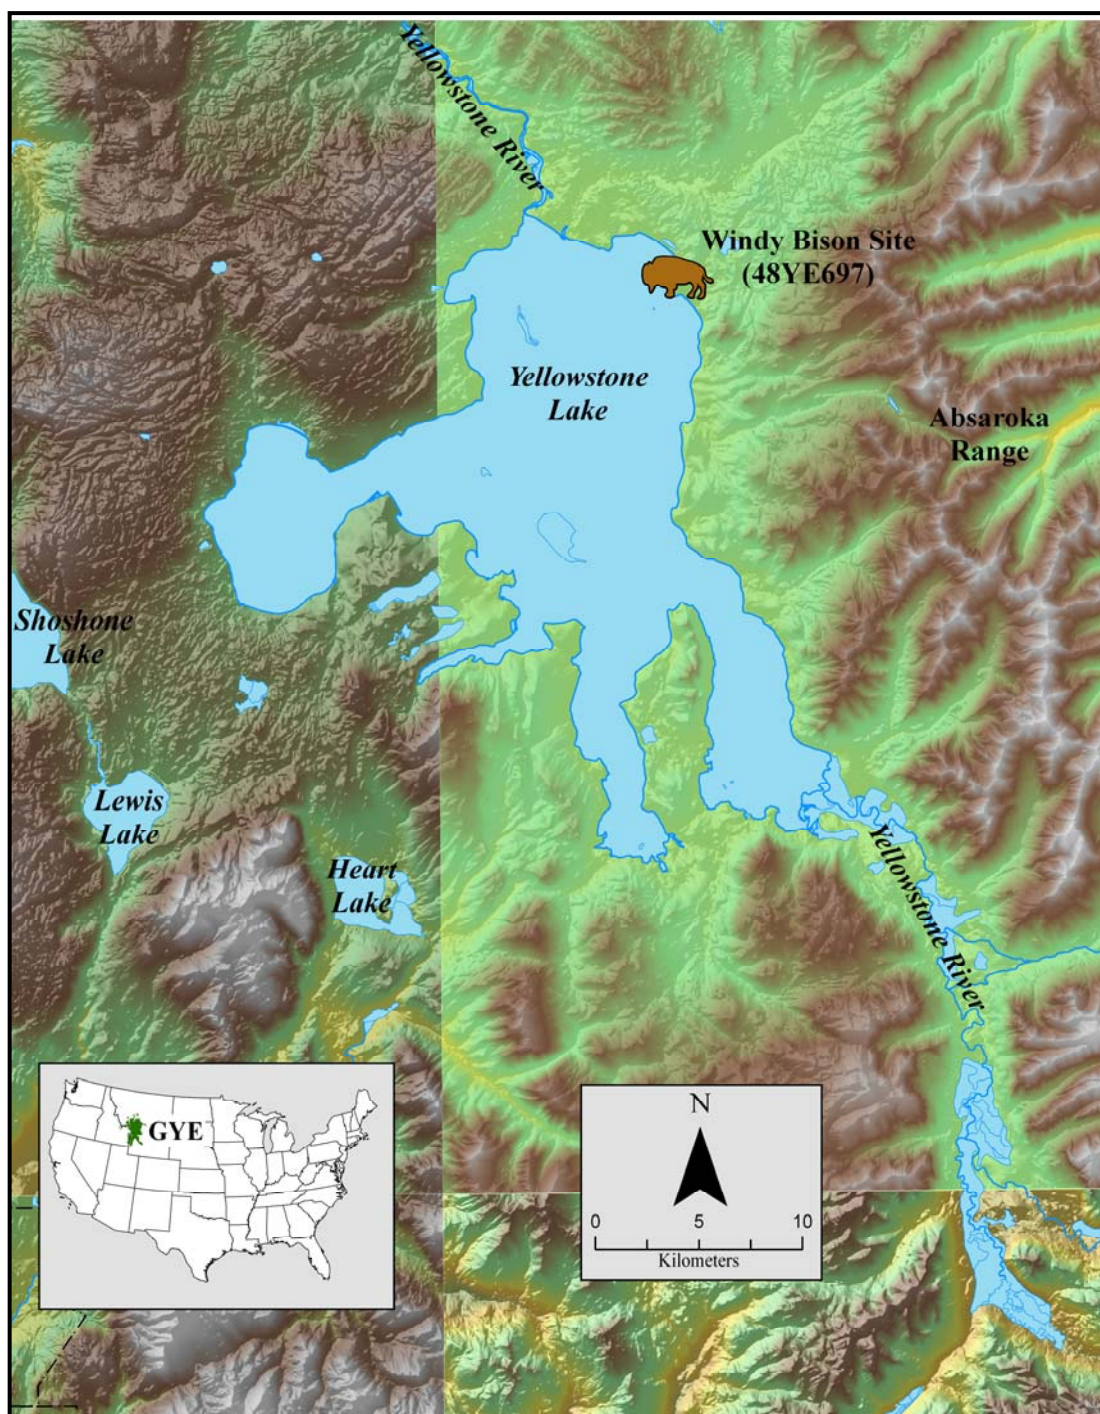 Yellowstone River
Windy Bison Site
(48YE697)
Yellowstone
Lake
Absaroka
Range
Shoshone
Lake
Lewis
Lake
Heart
Lake
Yellowstone River
GYE
N
0 5 10
Kilometers